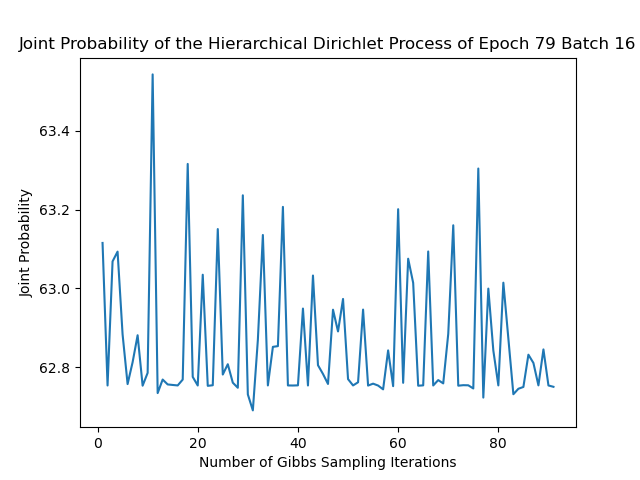 Joint Probability of the Hierarchical Dirichlet Process of Epoch 79 Batch 16
63.4
63.2
63.0
62.8
Joint Probability
0 20 40 60 80
Number of Gibbs Sampling Iterations